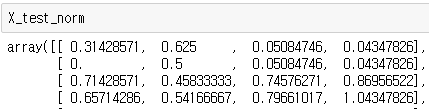 X_test_norm
array([[ 0.31428571,  0.625     ,  0.05084746,  0.04347826],
       [ 0.        ,  0.5       ,  0.05084746,  0.04347826],
       [ 0.71428571,  0.45833333,  0.74576271,  0.86956522],
       [ 0.65714286,  0.54166667,  0.79661017,  1.04347826],